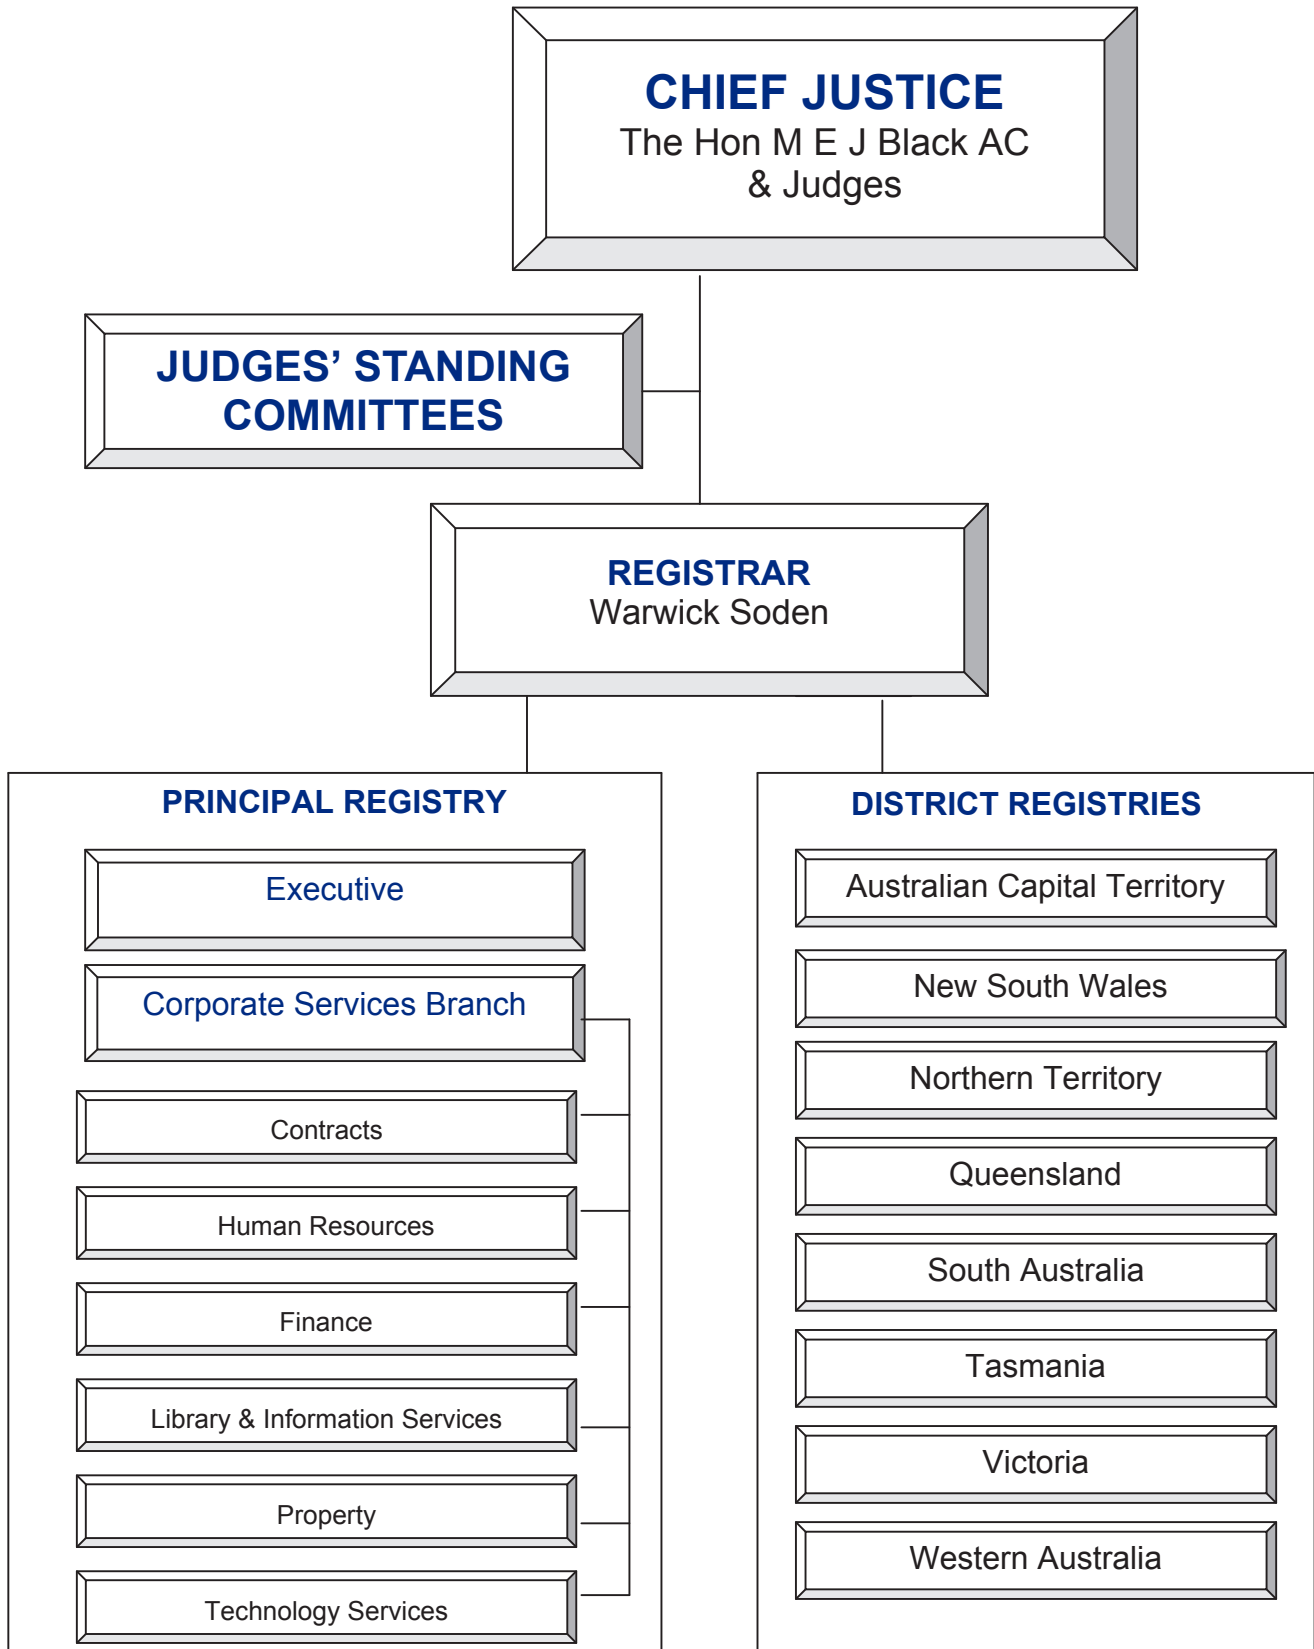 CHIEF JUSTICE
The Hon M E J Black AC
& Judges
JUDGES’ STANDING
COMMITTEES
REGISTRAR
Warwick Soden
PRINCIPAL REGISTRY
Executive
Corporate Services Branch
Contracts
Human Resources
Finance
Library & Information Services
Property
Technology Services
DISTRICT REGISTRIES
Australian Capital Territory
New South Wales
Northern Territory
Queensland
South Australia
Tasmania
Victoria
Western Australia